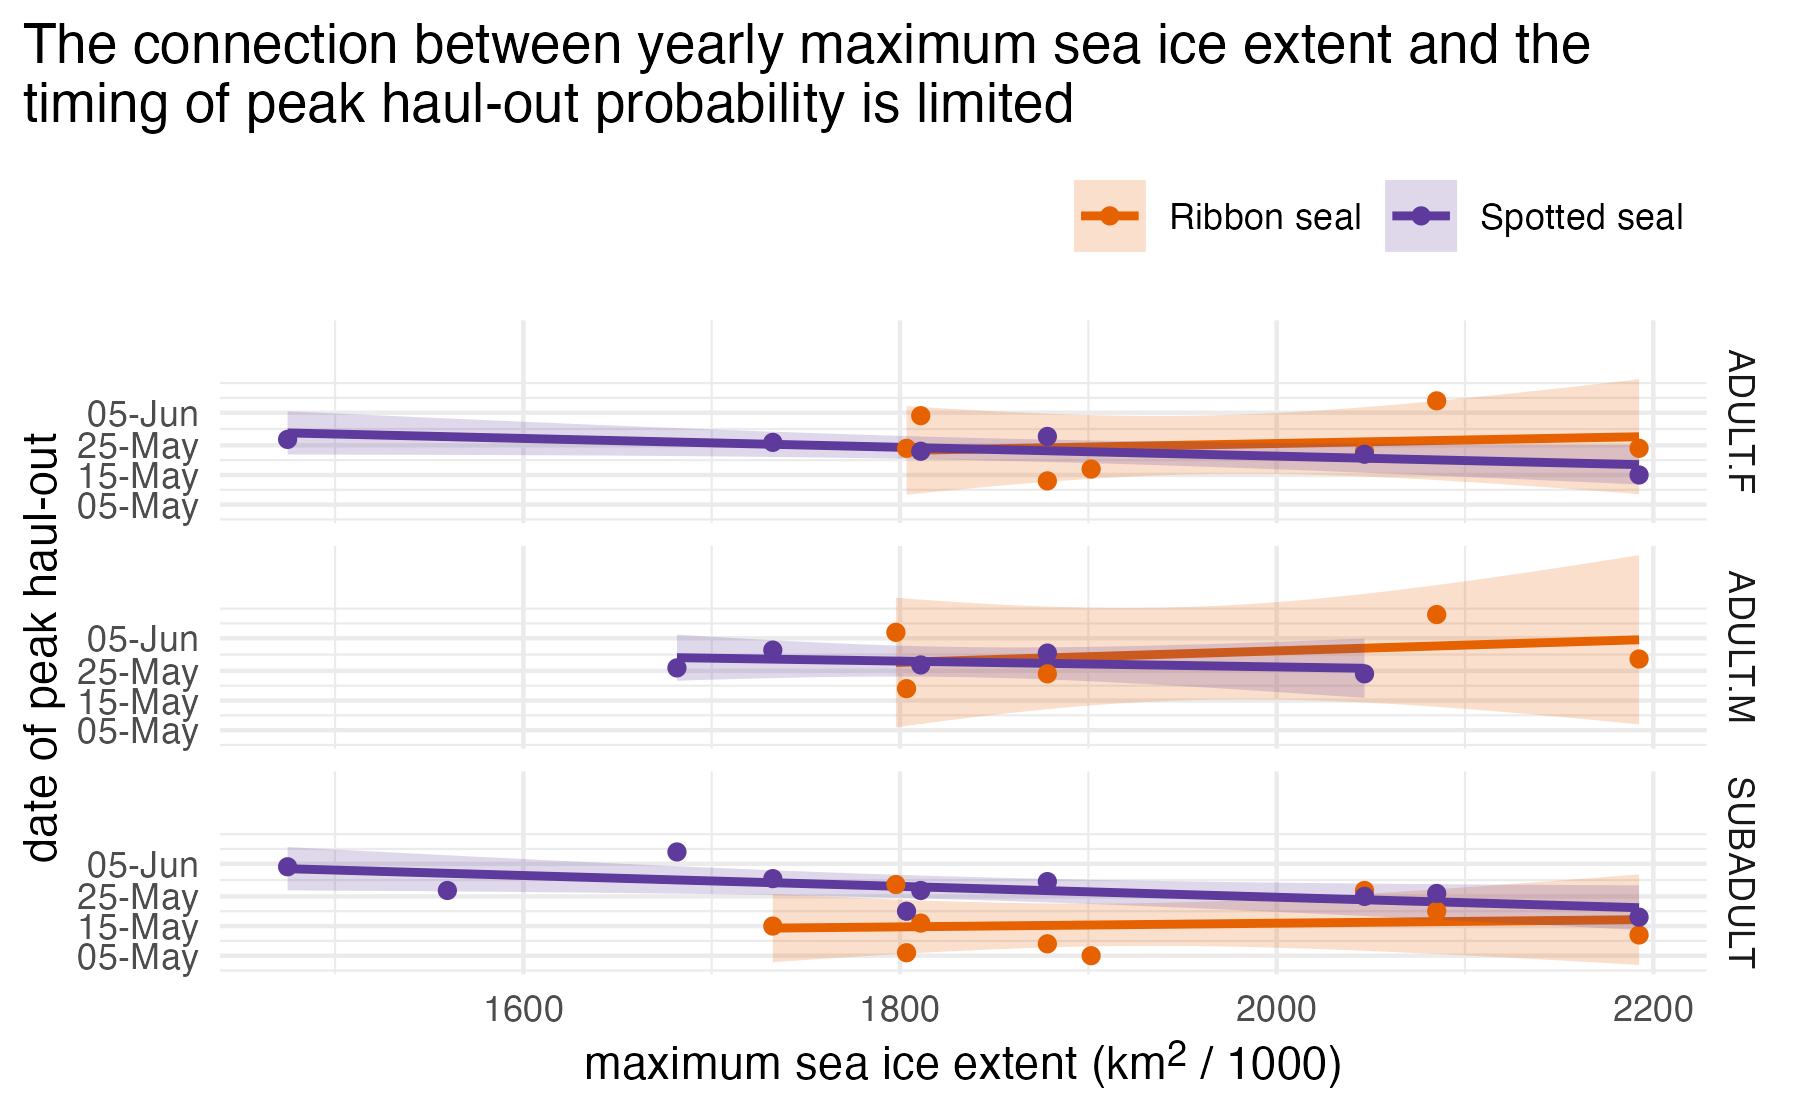 The connection between yearly maximum sea ice extent and the
timing of peak haul-out probability is limited
Ribbon seal
Spotted seal
date of peak haul-out
05-Jun
25-May
15-May
05-May
ADULT.F
05-Jun
25-May
15-May
05-May
ADULT.M
05-Jun
25-May
15-May
05-May
SUBADULT
1600
1800
2000
2200
maximum sea ice extent (km² / 1000)